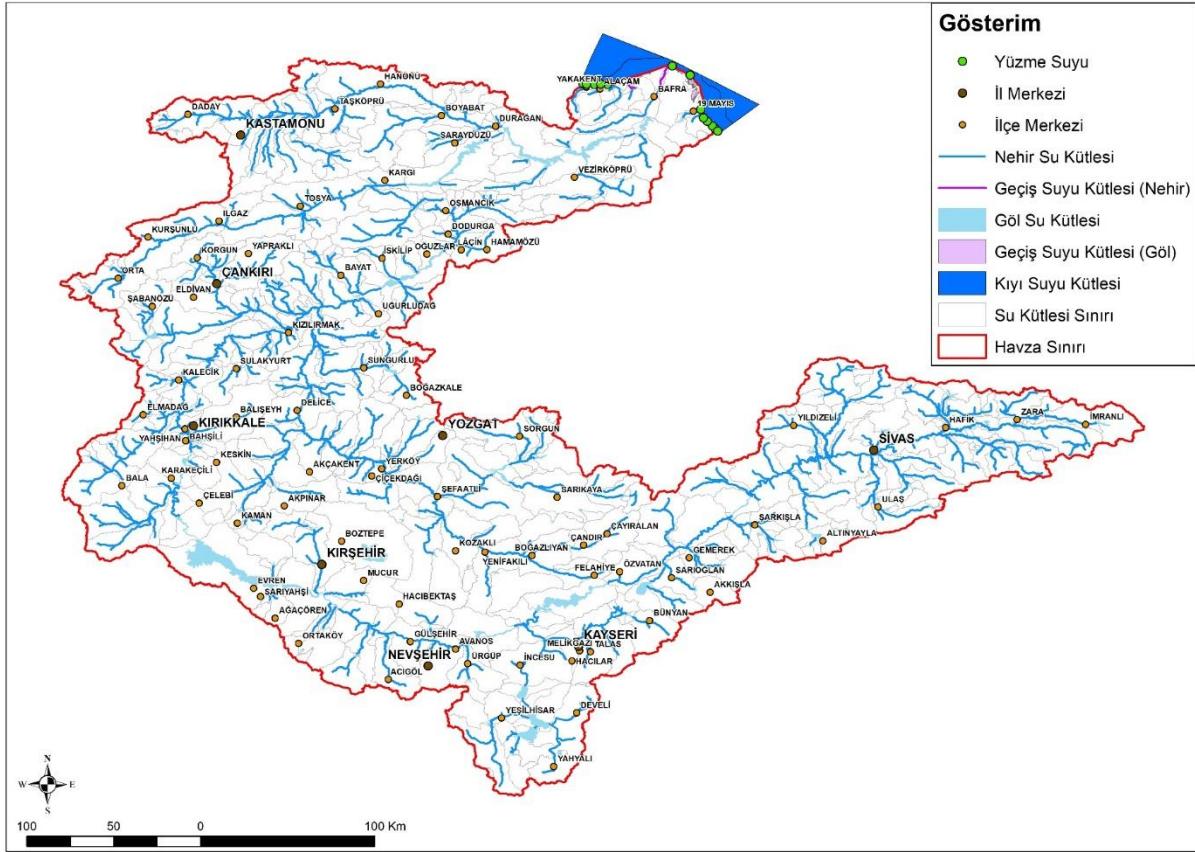 Gösterim
Yüzme Suyu
İl Merkezi
İlçe Merkezi
Nehir Su Kütlesi
Geçiş Suyu Kütlesi (Nehir)
Göl Su Kütlesi
Geçiş Suyu Kütlesi (Göl)
Kıyı Suyu Kütlesi
Su Kütlesi Sınırı
Havza Sınırı
HANÖNÜ
YAKAKENT
ALAÇAM
BAFRA
19 MAYIS
DADAY
TAŞKÖPRÜ
BOYABAT
DURAĞAN
KASTAMONU
SARAYDÜZÜ
VEZİRKÖPRÜ
KARGI
TOSYA
OSMANCIK
ILGAZ
KURŞUNLU
DODURGA
KORGUN
YAPRAKLI
İSKİLİP
OĞUZLAR
LAÇİN
HAMAMÖZÜ
ORTA
ÇANKIRI
BAYAT
ELDİVAN
ŞABANÖZÜ
UĞURLUDAĞ
KIZILIRMAK
SULAKYURT
SUNGURLU
KALECİK
BOĞAZKALE
ELMADAĞ
BALIŞEYH
DELİCE
KIRIKKALE
YAHŞİHAN
BAHŞİLİ
YOZGAT
SORGUN
YILDIZELİ
HAFİK
ZARA
İMRANLI
SİVAS
KESKİN
BALA
KARAKEÇİLİ
AKÇAKENT
YERKÖY
ÇİÇEKDAĞI
ÇELEBİ
AKPINAR
ŞEFAATLİ
SARIKAYA
ULAŞ
KAMAN
BOZTEPE
ÇAYIRALAN
ŞARKIŞLA
ALTINYAYLA
KIRŞEHİR
KOZAKLI
YENİFAKILI
BOĞAZLIYAN
ÇANDIR
GEMEREK
MUCUR
FELAHİYE
ÖZVATAN
SARIOĞLAN
AKKIŞLA
EVREN
SARIYAHŞİ
HACIBEKTAŞ
AĞAÇÖREN
BÜNYAN
ORTAKÖY
GÜLŞEHİR
AVANOS
KAYSERİ
MELİKGAZİ
TALAS
NEVŞEHİR
ÜRGÜP
İNCESU
HACILAR
ACIGÖL
YEŞİLHİSAR
DEVELİ
YAHYALI
N
W
E
S
100
50
0
100 Km